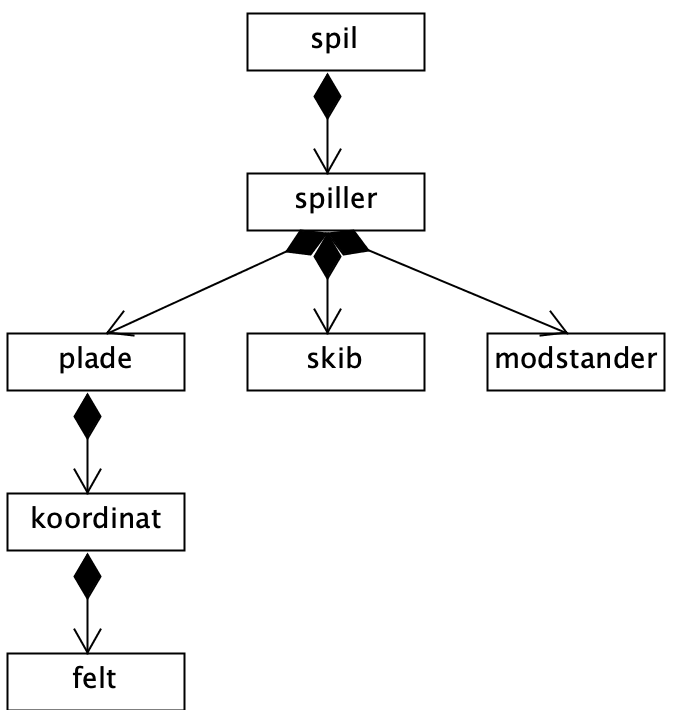 spil
spiller
plade
skib
modstander
koordinat
felt